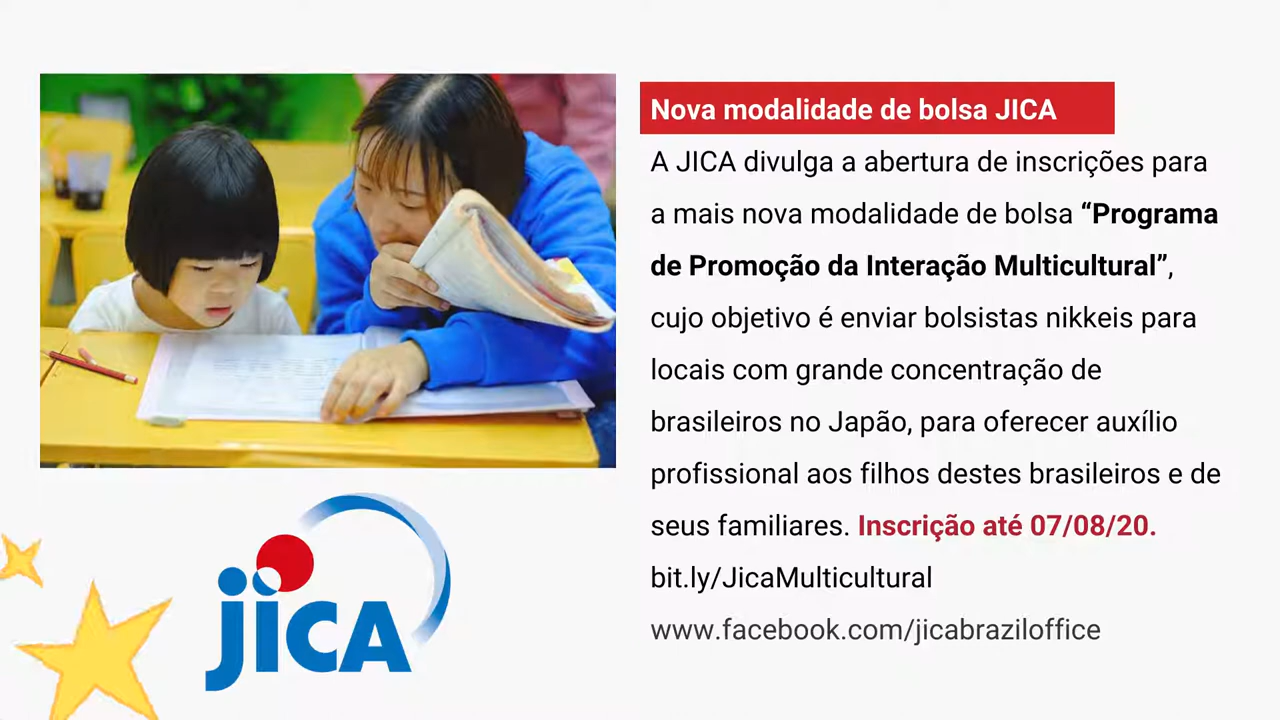 Nova modalidade de bolsa JICA
A JICA divulga a abertura de inscrições para
a mais nova modalidade de bolsa “Programa
de Promoção da Interação Multicultural”,
cujo objetivo é enviar bolsistas nikkeis para
locais com grande concentração de
brasileiros no Japão, para oferecer auxílio
profissional aos filhos destes brasileiros e de
seus familiares. Inscrição até 07/08/20.
bit.ly/JicaMulticultural
www.facebook.com/jicabraziloffice
jICA